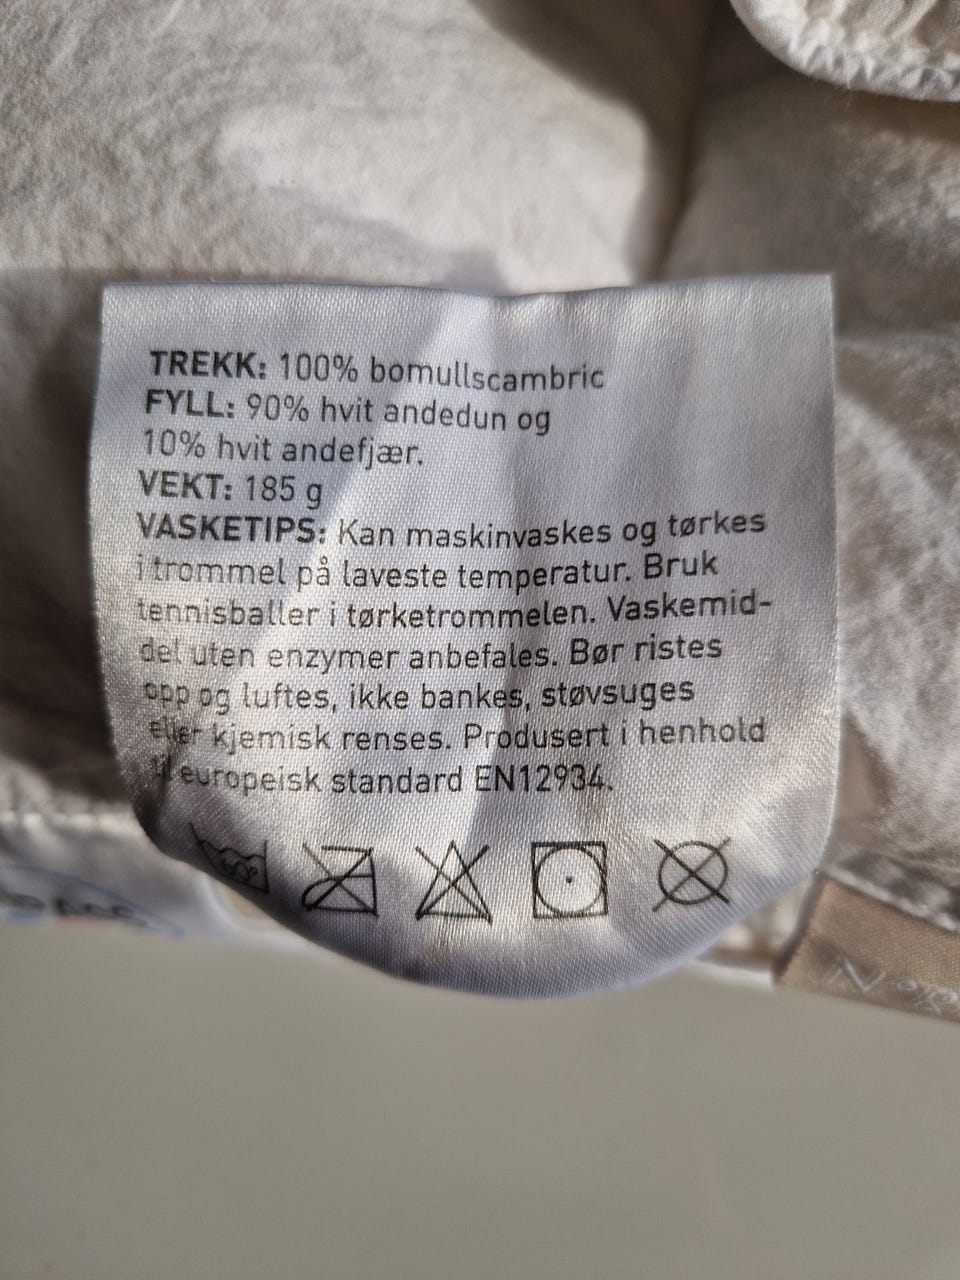 TREKK: 100% bomullscambric
FYLL: 90% hvit andedun og
10% hvit andefjær.
VEKT: 185 g
VASKETIPS: Kan maskinvaskes og tørkes
i trommel på laveste temperatur. Bruk
tennisballer i tørketrommelen. Vaskemid-
del uten enzymer anbefales. Bør ristes
opp og luftes, ikke bankes, støvsuges
eller kjemisk renses. Produsert i henhold
til europeisk standard EN12934.
60°